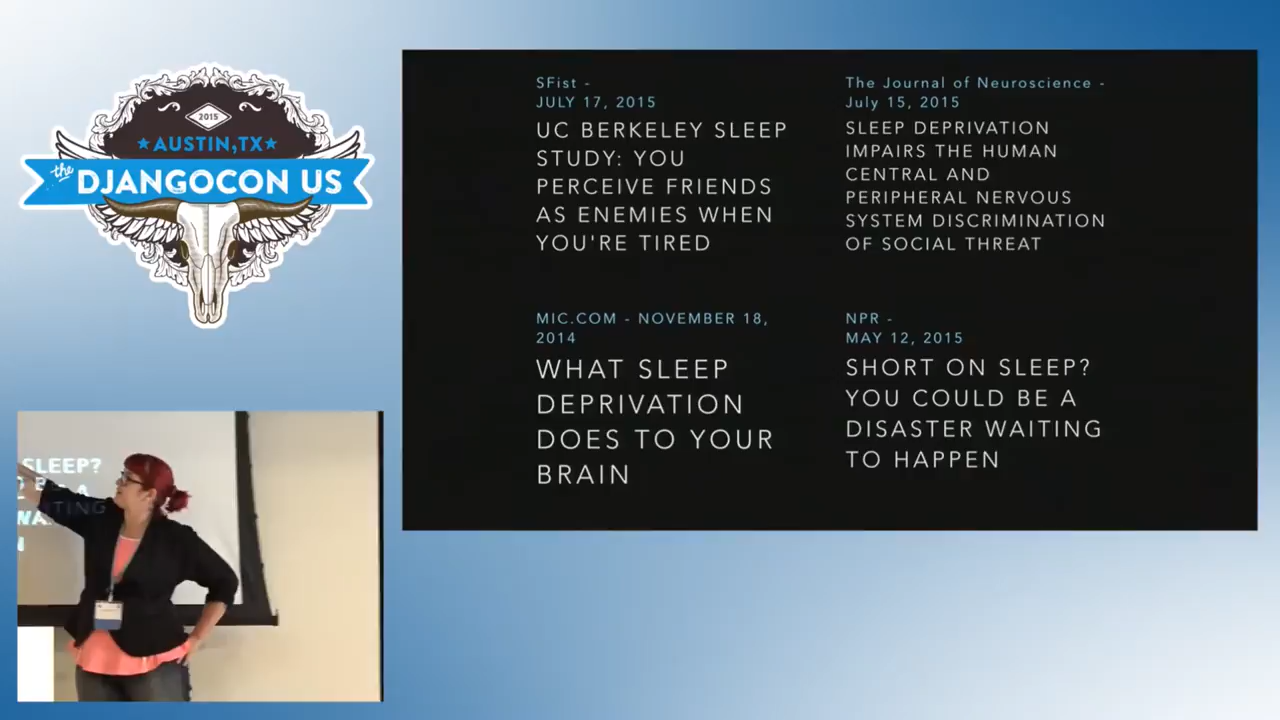 2015
AUSTIN, TX
the
DJANGOCON US
SFist -
JULY 17, 2015
UC BERKELEY SLEEP
STUDY: YOU
PERCEIVE FRIENDS
AS ENEMIES WHEN
YOU'RE TIRED
The Journal of Neuroscience -
July 15, 2015
SLEEP DEPRIVATION
IMPAIRS THE HUMAN
CENTRAL AND
PERIPHERAL NERVOUS
SYSTEM DISCRIMINATION
OF SOCIAL THREAT
MIC.COM - NOVEMBER 18,
2014
WHAT SLEEP
DEPRIVATION
DOES TO YOUR
BRAIN
NPR -
MAY 12, 2015
SHORT ON SLEEP?
YOU COULD BE A
DISASTER WAITING
TO HAPPEN
SLEEP?
A